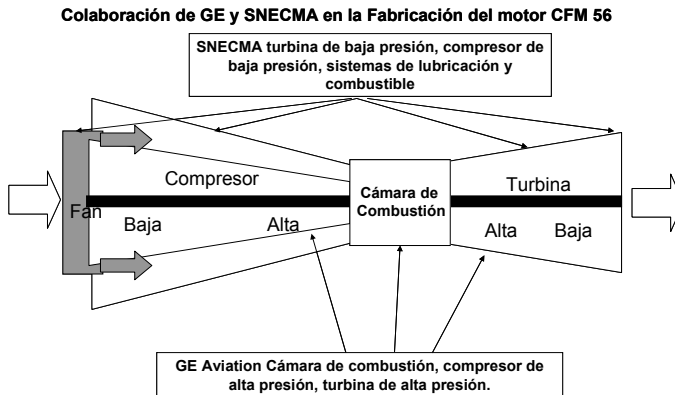 Colaboración de GE y SNECMA en la Fabricación del motor CFM 56
SNECMA turbina de baja presión, compresor de
baja presión, sistemas de lubricación y
combustible
Compresor
Cámara de
Combustión
Turbina
Fan
Baja
Alta
Alta
Baja
GE Aviation Cámara de combustión, compresor de
alta presión, turbina de alta presión.